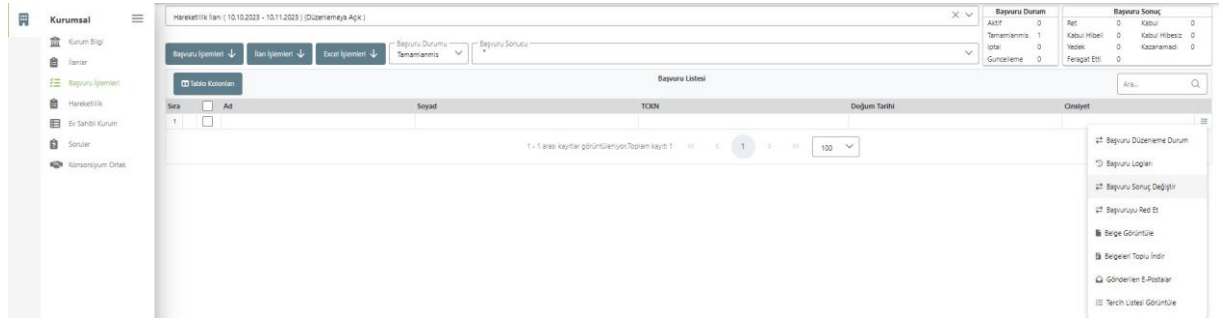 Kurumsal
Kurum Bilgi
İlanlar
Başvuru İşlemleri
Hareketlilik
Ev Sahibi Kurum
Sorular
Konsorsiyum Ortak
Hareketlilik İlanı ( 10.10.2023 - 10.11.2023 ) (Düzenlemeye Açık )
Başvuru İşlemleri
İlan İşlemleri
Excel İşlemleri
Başvuru Durumu
Tamamlanmis
Başvuru Sonucu
*
Başvuru Durum
Aktif 0
Tamamlanmis 1
Iptal 0
Guncelleme 0
Başvuru Sonuç
Ret 0 Kabul 0
Kabul Hibeli 0 Kabul Hibesiz 0
Yedek 0 Kazanamadi 0
Feragat Etti 0
Tablo Kolonları
Başvuru Listesi
Ara...
Sıra Ad Soyad TCKN Doğum Tarihi Cinsiyet
1
1 - 1 arası kayıtlar görüntüleniyor.Toplam kayıt: 1
1
100
Başvuru Düzenleme Durum
Başvuru Logları
Başvuru Sonuç Değiştir
Başvuruyu Red Et
Belge Görüntüle
Belgeleri Toplu İndir
Gönderilen E-Postalar
Tercih Listesi Görüntüle